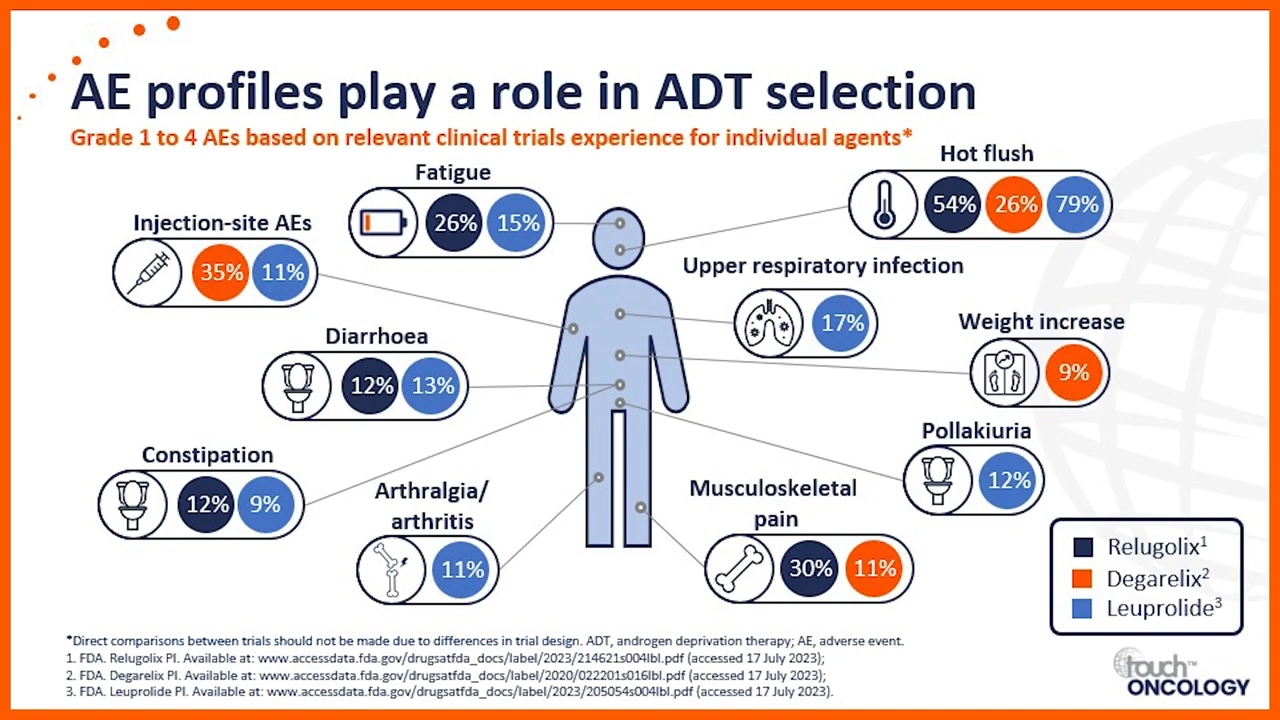 AE profiles play a role in ADT selection
Grade 1 to 4 AEs based on relevant clinical trials experience for individual agents*
Fatigue
26% 15%
Hot flush
54% 26% 79%
Injection-site AEs
35% 11%
Upper respiratory infection
17%
Diarrhoea
12% 13%
Weight increase
9%
Constipation
12% 9%
Pollakiuria
12%
Arthralgia/
arthritis
11%
Musculoskeletal
pain
30% 11%
Relugolix1
Degarelix2
Leuprolide3
*Direct comparisons between trials should not be made due to differences in trial design. ADT, androgen deprivation therapy; AE, adverse event.
1. FDA. Relugolix PI. Available at: www.accessdata.fda.gov/drugsatfda_docs/label/2023/214621s004lbl.pdf (accessed 17 July 2023);
2. FDA. Degarelix PI. Available at: www.accessdata.fda.gov/drugsatfda_docs/label/2020/022201s016lbl.pdf (accessed 17 July 2023);
3. FDA. Leuprolide PI. Available at: www.accessdata.fda.gov/drugsatfda_docs/label/2023/205054s004lbl.pdf (accessed 17 July 2023).
touch™
ONCOLOGY